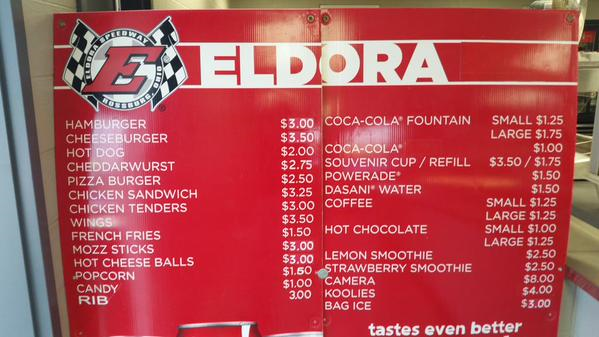 ELDORA SPEEDWAY
E
ROSSBURG, OHIO
ELDORA
HAMBURGER $3.00
CHEESEBURGER $3.50
HOT DOG $2.00
CHEDDARWURST $2.75
PIZZA BURGER $2.50
CHICKEN SANDWICH $3.25
CHICKEN TENDERS $3.00
WINGS $3.50
FRENCH FRIES $1.50
MOZZ STICKS $3.00
HOT CHEESE BALLS $3.00
POPCORN $1.50
CANDY $1.00
RIB 3.00
COCA-COLA® FOUNTAIN SMALL $1.25
LARGE $1.75
COCA-COLA® $1.00
SOUVENIR CUP / REFILL $3.50 / $1.75
POWERADE® $1.50
DASANI® WATER $1.50
COFFEE SMALL $1.25
LARGE $1.25
HOT CHOCOLATE SMALL $1.00
LARGE $1.25
LEMON SMOOTHIE $2.50
STRAWBERRY SMOOTHIE $2.50
CAMERA $8.00
KOOLIES $4.00
BAG ICE $3.00
tastes even better